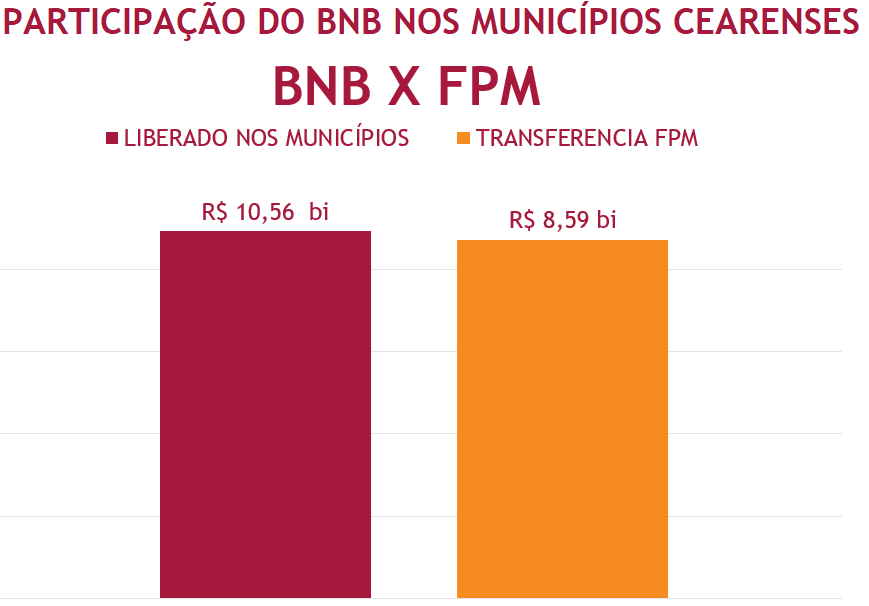 PARTICIPAÇÃO DO BNB NOS MUNICÍPIOS CEARENSES
BNB X FPM
LIBERADO NOS MUNICÍPIOS TRANSFERENCIA FPM
R$ 10,56 bi
R$ 8,59 bi